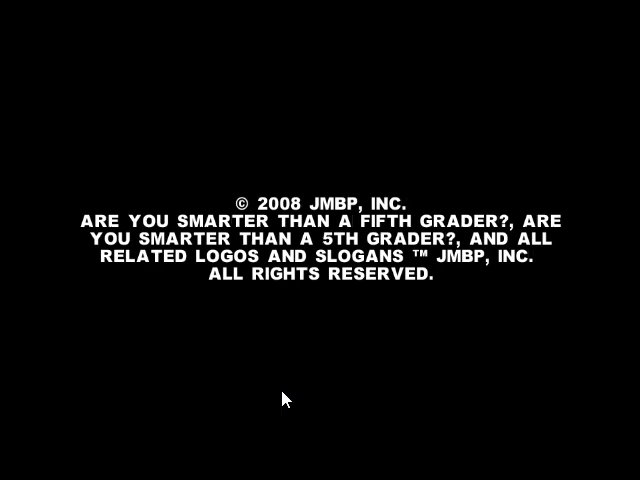 © 2008 JMBP, INC.
ARE YOU SMARTER THAN A FIFTH GRADER?, ARE
YOU SMARTER THAN A 5TH GRADER?, AND ALL
RELATED LOGOS AND SLOGANS ™ JMBP, INC.
ALL RIGHTS RESERVED.